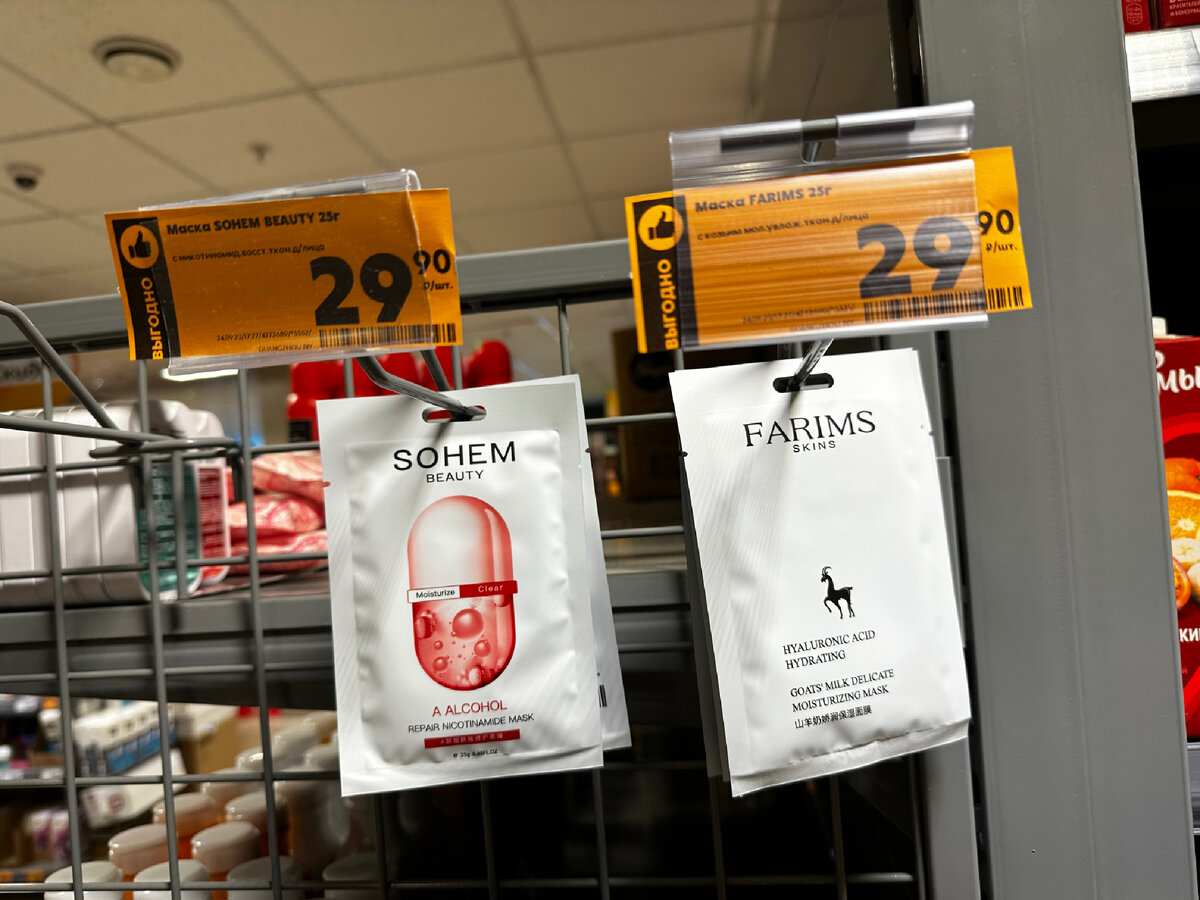 Маска SOHEM BEAUTY 25г
с никотинамид.восст.ткан.д/лица
29 90
₽/шт.
ВЫГОДНО
GUANGZHOU BIY
Маска FARIMS 25г
с козьим мол.увлаж.ткан.д/лица
29 90
₽/шт.
ВЫГОДНО
SOHEM
BEAUTY
Moisturize Clear
A ALCOHOL
REPAIR NICOTINAMIDE MASK
FARIMS
SKINS
HYALURONIC ACID
HYDRATING
GOATS' MILK DELICATE
MOISTURIZING MASK
山羊奶娇润保湿面膜